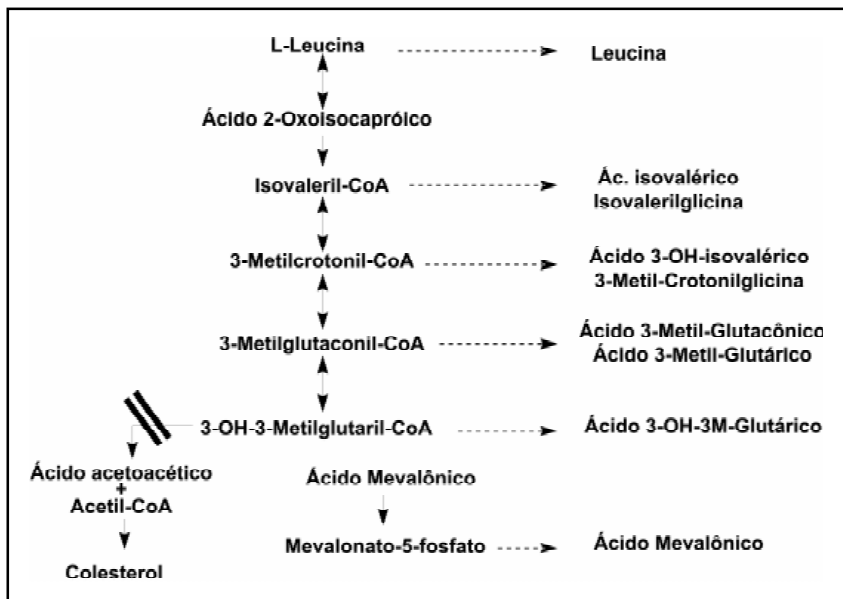 L-Leucina
Leucina
Ácido 2-Oxoisocapróico
Isovaleril-CoA
Ác. isovalérico
Isovalerilglicina
3-Metilcrotonil-CoA
Ácido 3-OH-isovalérico
3-Metil-Crotonilglicina
3-Metilglutaconil-CoA
Ácido 3-Metil-Glutacônico
Ácido 3-Metil-Glutárico
3-OH-3-Metilglutaril-CoA
Ácido 3-OH-3M-Glutárico
Ácido acetoacético
+
Acetil-CoA
Colesterol
Ácido Mevalônico
Mevalonato-5-fosfato
Ácido Mevalônico